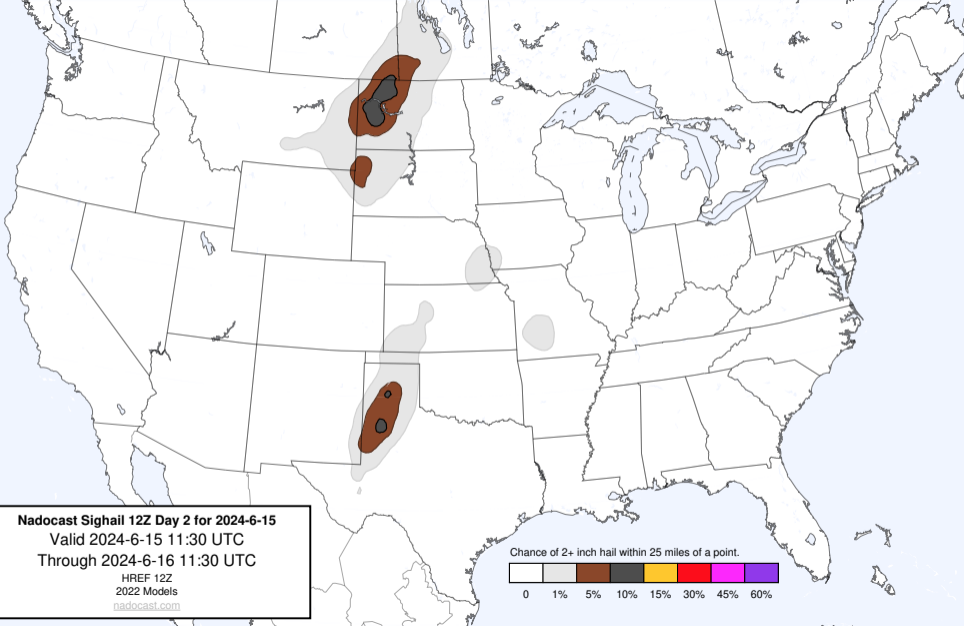 Nadocast Sighail 12Z Day 2 for 2024-6-15
Valid 2024-6-15 11:30 UTC
Through 2024-6-16 11:30 UTC
HREF 12Z
2022 Models
nadocast.com
Chance of 2+ inch hail within 25 miles of a point.
0 1% 5% 10% 15% 30% 45% 60%